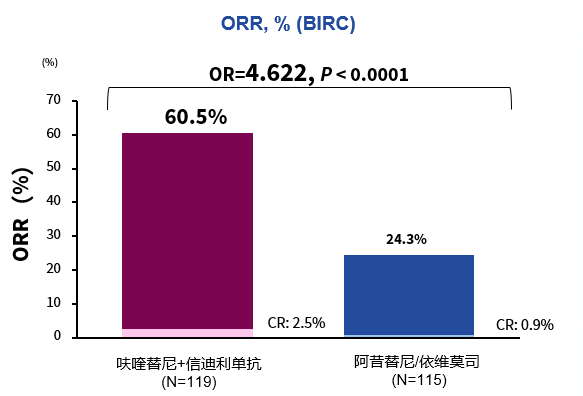 ORR, % (BIRC)
(%)
OR=4.622, P < 0.0001
70
60
50
40
30
20
10
0
ORR（%）
60.5%
24.3%
CR: 2.5%
CR: 0.9%
呋喹替尼+信迪利单抗
(N=119)
阿昔替尼/依维莫司
(N=115)